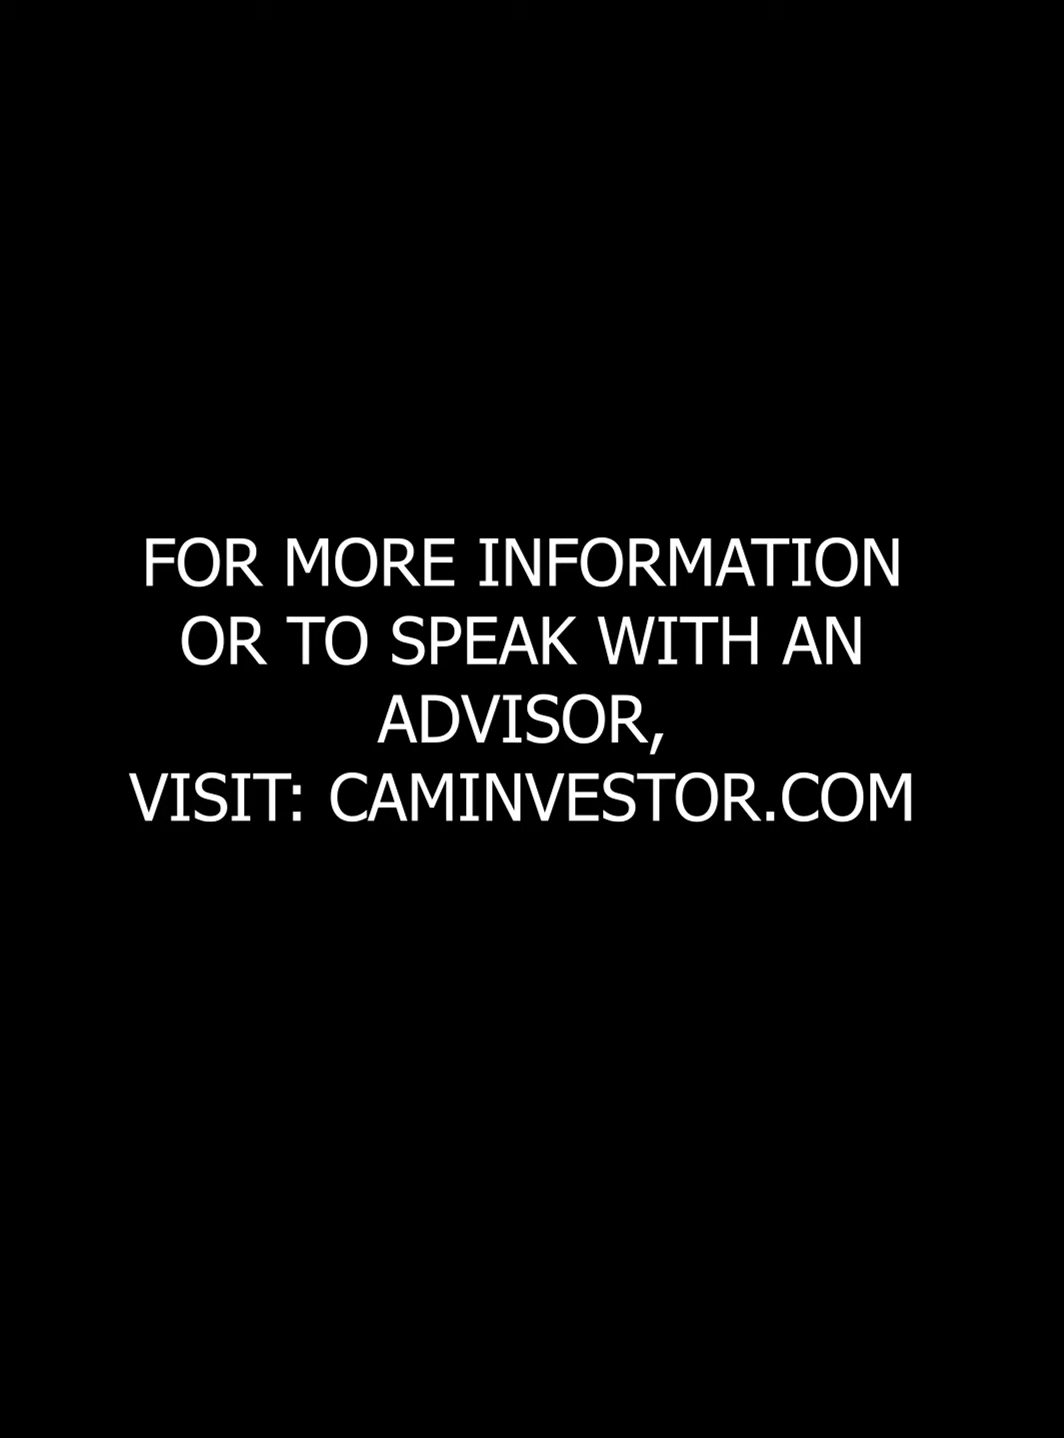 FOR MORE INFORMATION
OR TO SPEAK WITH AN
ADVISOR,
VISIT: CAMINVESTOR.COM